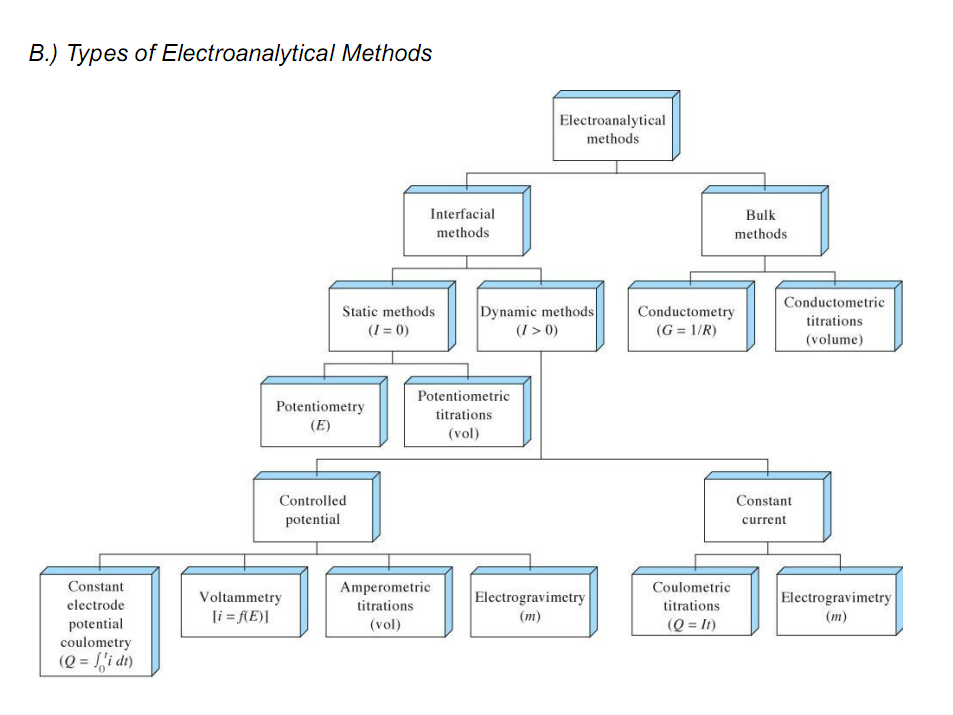 B.) Types of Electroanalytical Methods
Electroanalytical
methods
Interfacial
methods
Bulk
methods
Static methods
(I = 0)
Dynamic methods
(I > 0)
Conductometry
(G = 1/R)
Conductometric
titrations
(volume)
Potentiometry
(E)
Potentiometric
titrations
(vol)
Controlled
potential
Constant
current
Constant
electrode
potential
coulometry
(Q = ∫₀ᵗ i dt)
Voltammetry
[i = f(E)]
Amperometric
titrations
(vol)
Electrogravimetry
(m)
Coulometric
titrations
(Q = It)
Electrogravimetry
(m)